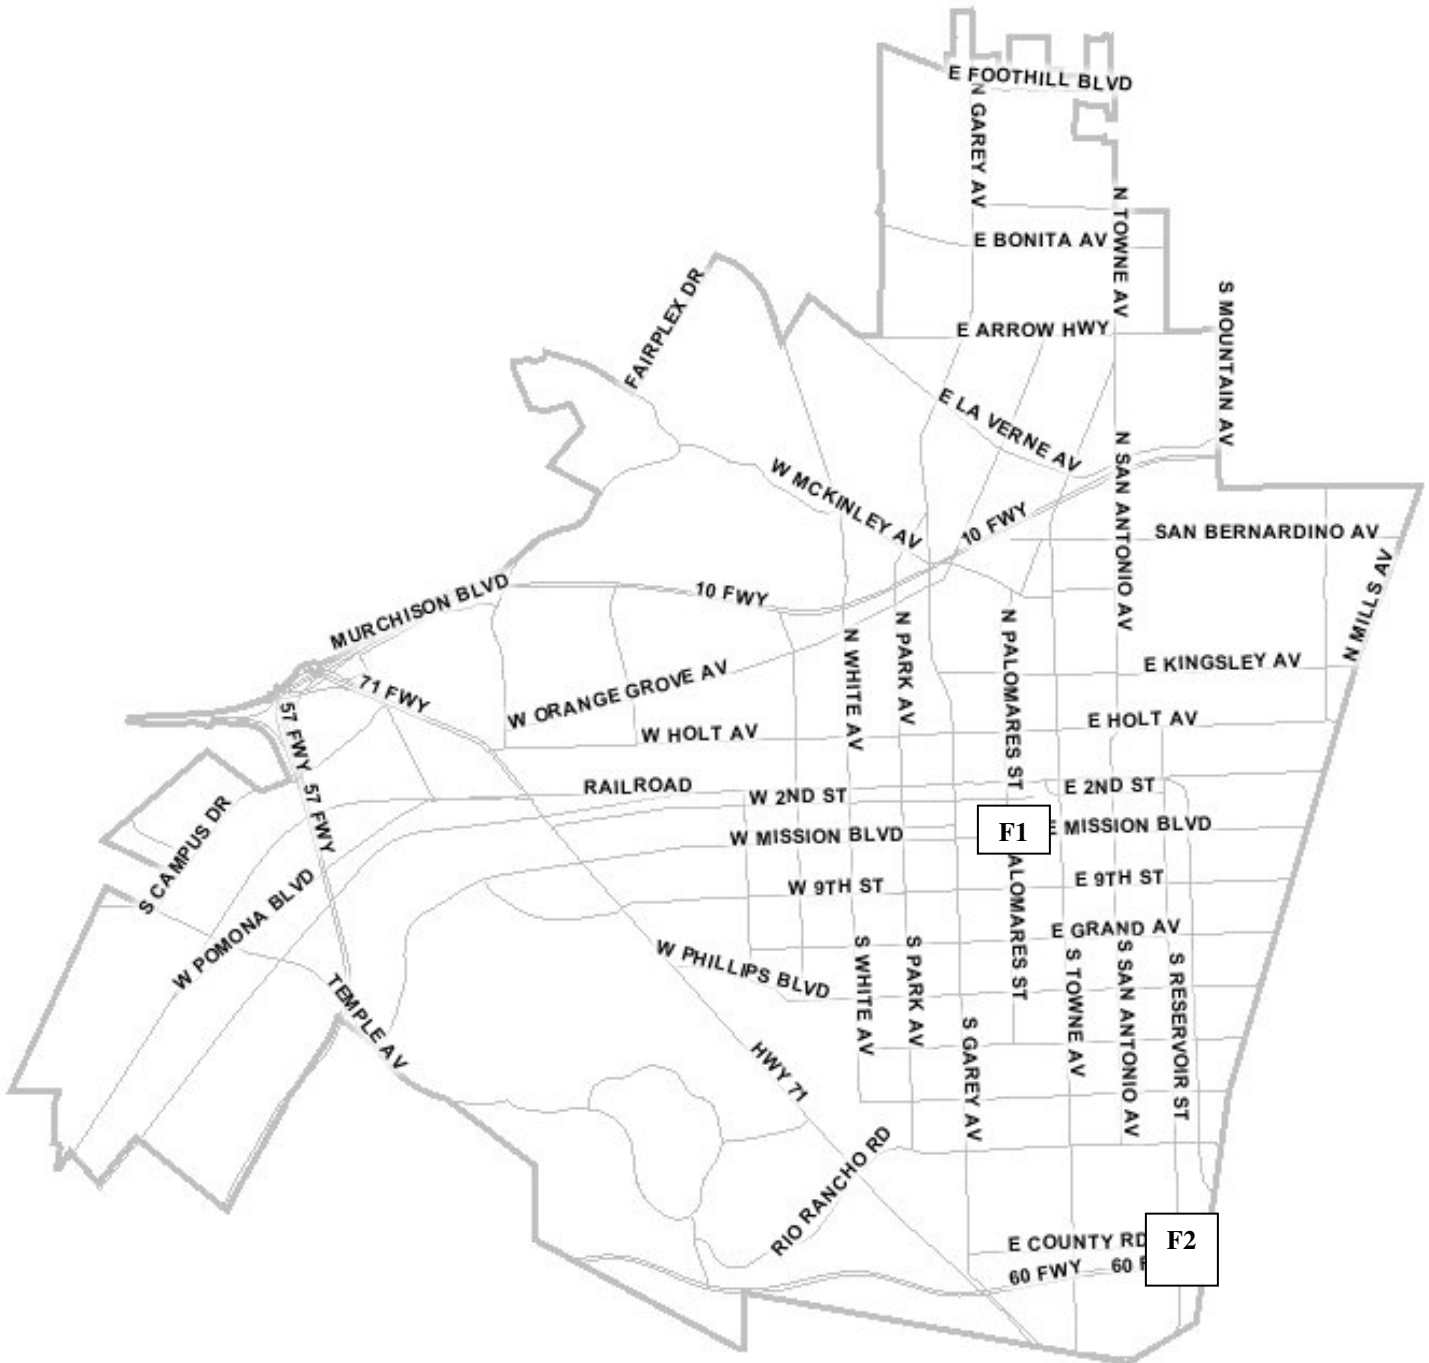 E FOOTHILL BLVD
N GAREY AV
N TOWNE AV
E BONITA AV
S MOUNTAIN AV
FAIRPLEX DR
E ARROW HWY
E LA VERNE AV
N SAN ANTONIO AV
W MCKINLEY AV
10 FWY
SAN BERNARDINO AV
N MILLS AV
MURCHISON BLVD
10 FWY
N WHITE AV
N PARK AV
N PALOMARES ST
E KINGSLEY AV
71 FWY
W ORANGE GROVE AV
57 FWY
W HOLT AV
E HOLT AV
57 FWY
RAILROAD
W 2ND ST
E 2ND ST
S CAMPUS DR
W MISSION BLVD
F1
E MISSION BLVD
W POMONA BLVD
W 9TH ST
ALOMARES ST
E 9TH ST
E GRAND AV
W PHILLIPS BLVD
S WHITE AV
S PARK AV
S TOWNE AV
S SAN ANTONIO AV
S RESERVOIR ST
TEMPLE AV
HWY 71
S GAREY AV
RIO RANCHO RD
E COUNTY RD
F2
60 FWY
60 F